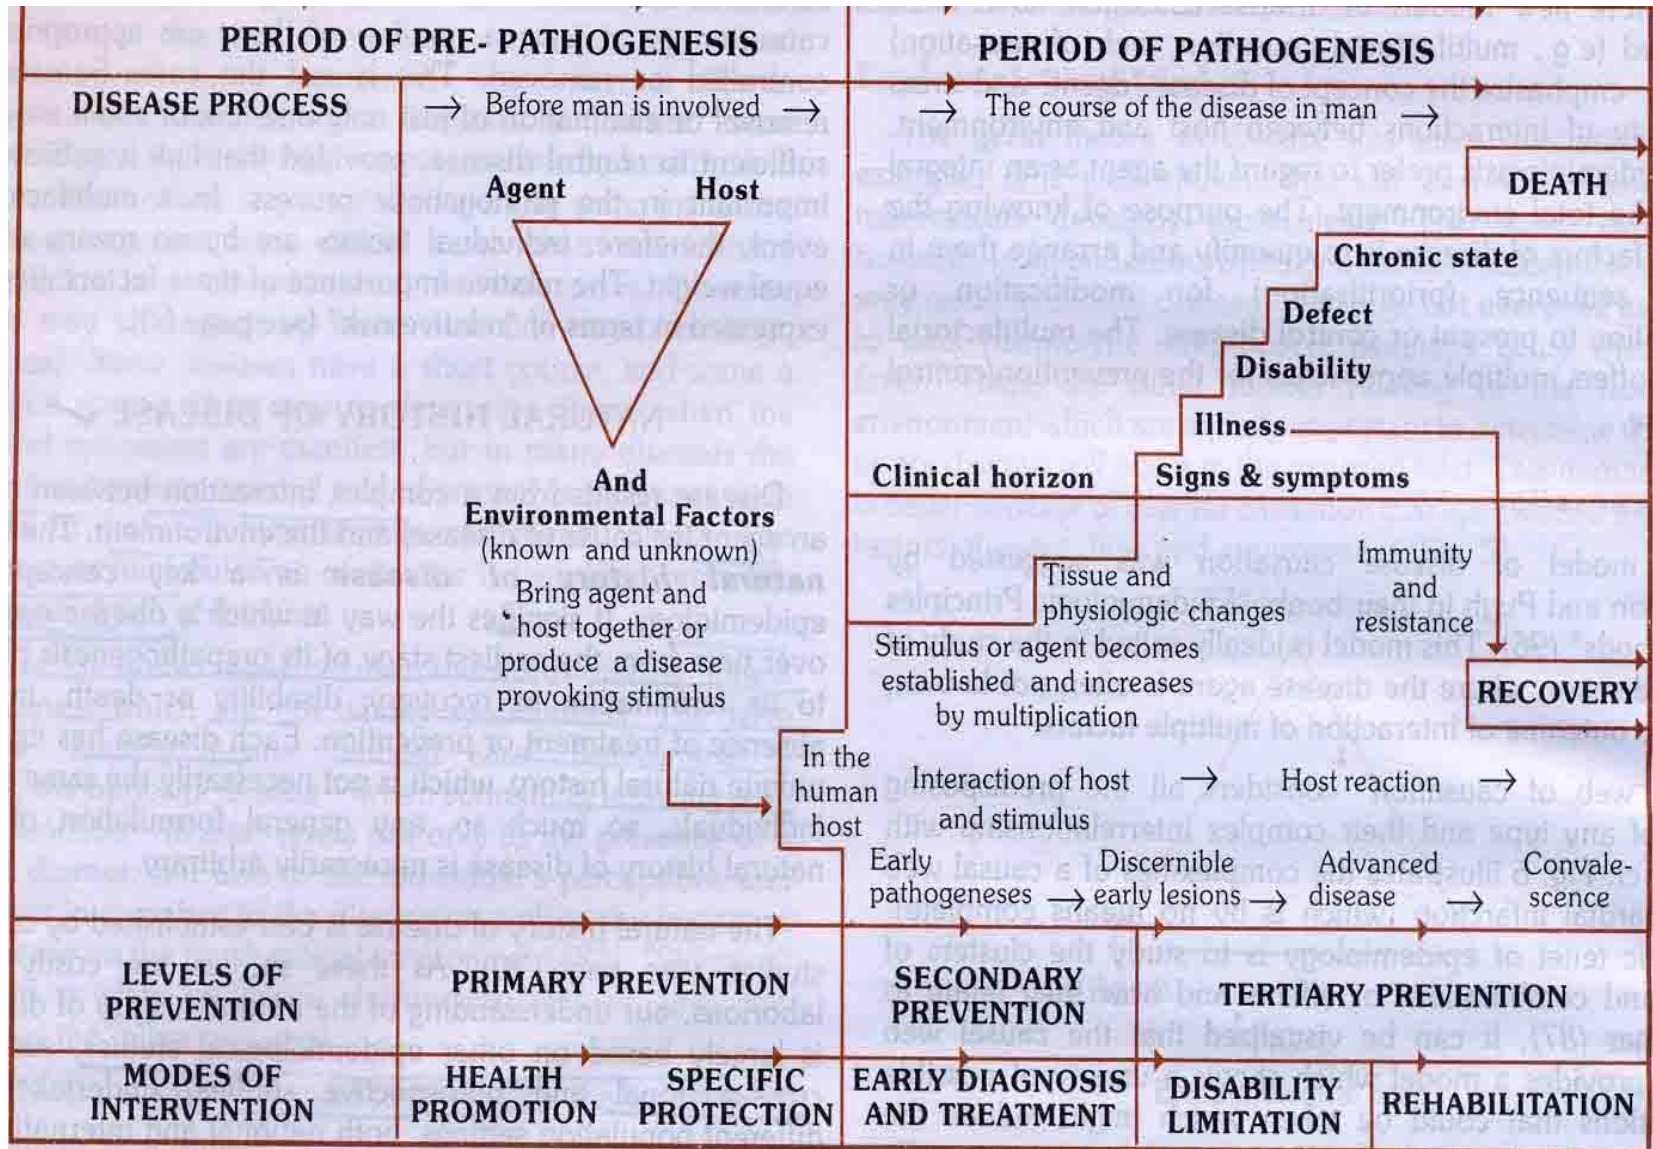 PERIOD OF PRE- PATHOGENESIS
PERIOD OF PATHOGENESIS
DISEASE PROCESS
→ Before man is involved →
→ The course of the disease in man →
DEATH
Agent
Host
Chronic state
Defect
Disability
Illness
And
Environmental Factors
(known and unknown)
Bring agent and
host together or
produce a disease
provoking stimulus
Clinical horizon
Signs & symptoms
Tissue and
physiologic changes
Immunity
and
resistance
Stimulus or agent becomes
established and increases
by multiplication
RECOVERY
In the
human
host
Interaction of host
and stimulus
→ Host reaction →
Early
pathogeneses
→ Discernible
early lesions
→ Advanced
disease
→ Convale-
scence
LEVELS OF
PREVENTION
PRIMARY PREVENTION
SECONDARY
PREVENTION
TERTIARY PREVENTION
MODES OF
INTERVENTION
HEALTH
PROMOTION
SPECIFIC
PROTECTION
EARLY DIAGNOSIS
AND TREATMENT
DISABILITY
LIMITATION
REHABILITATION